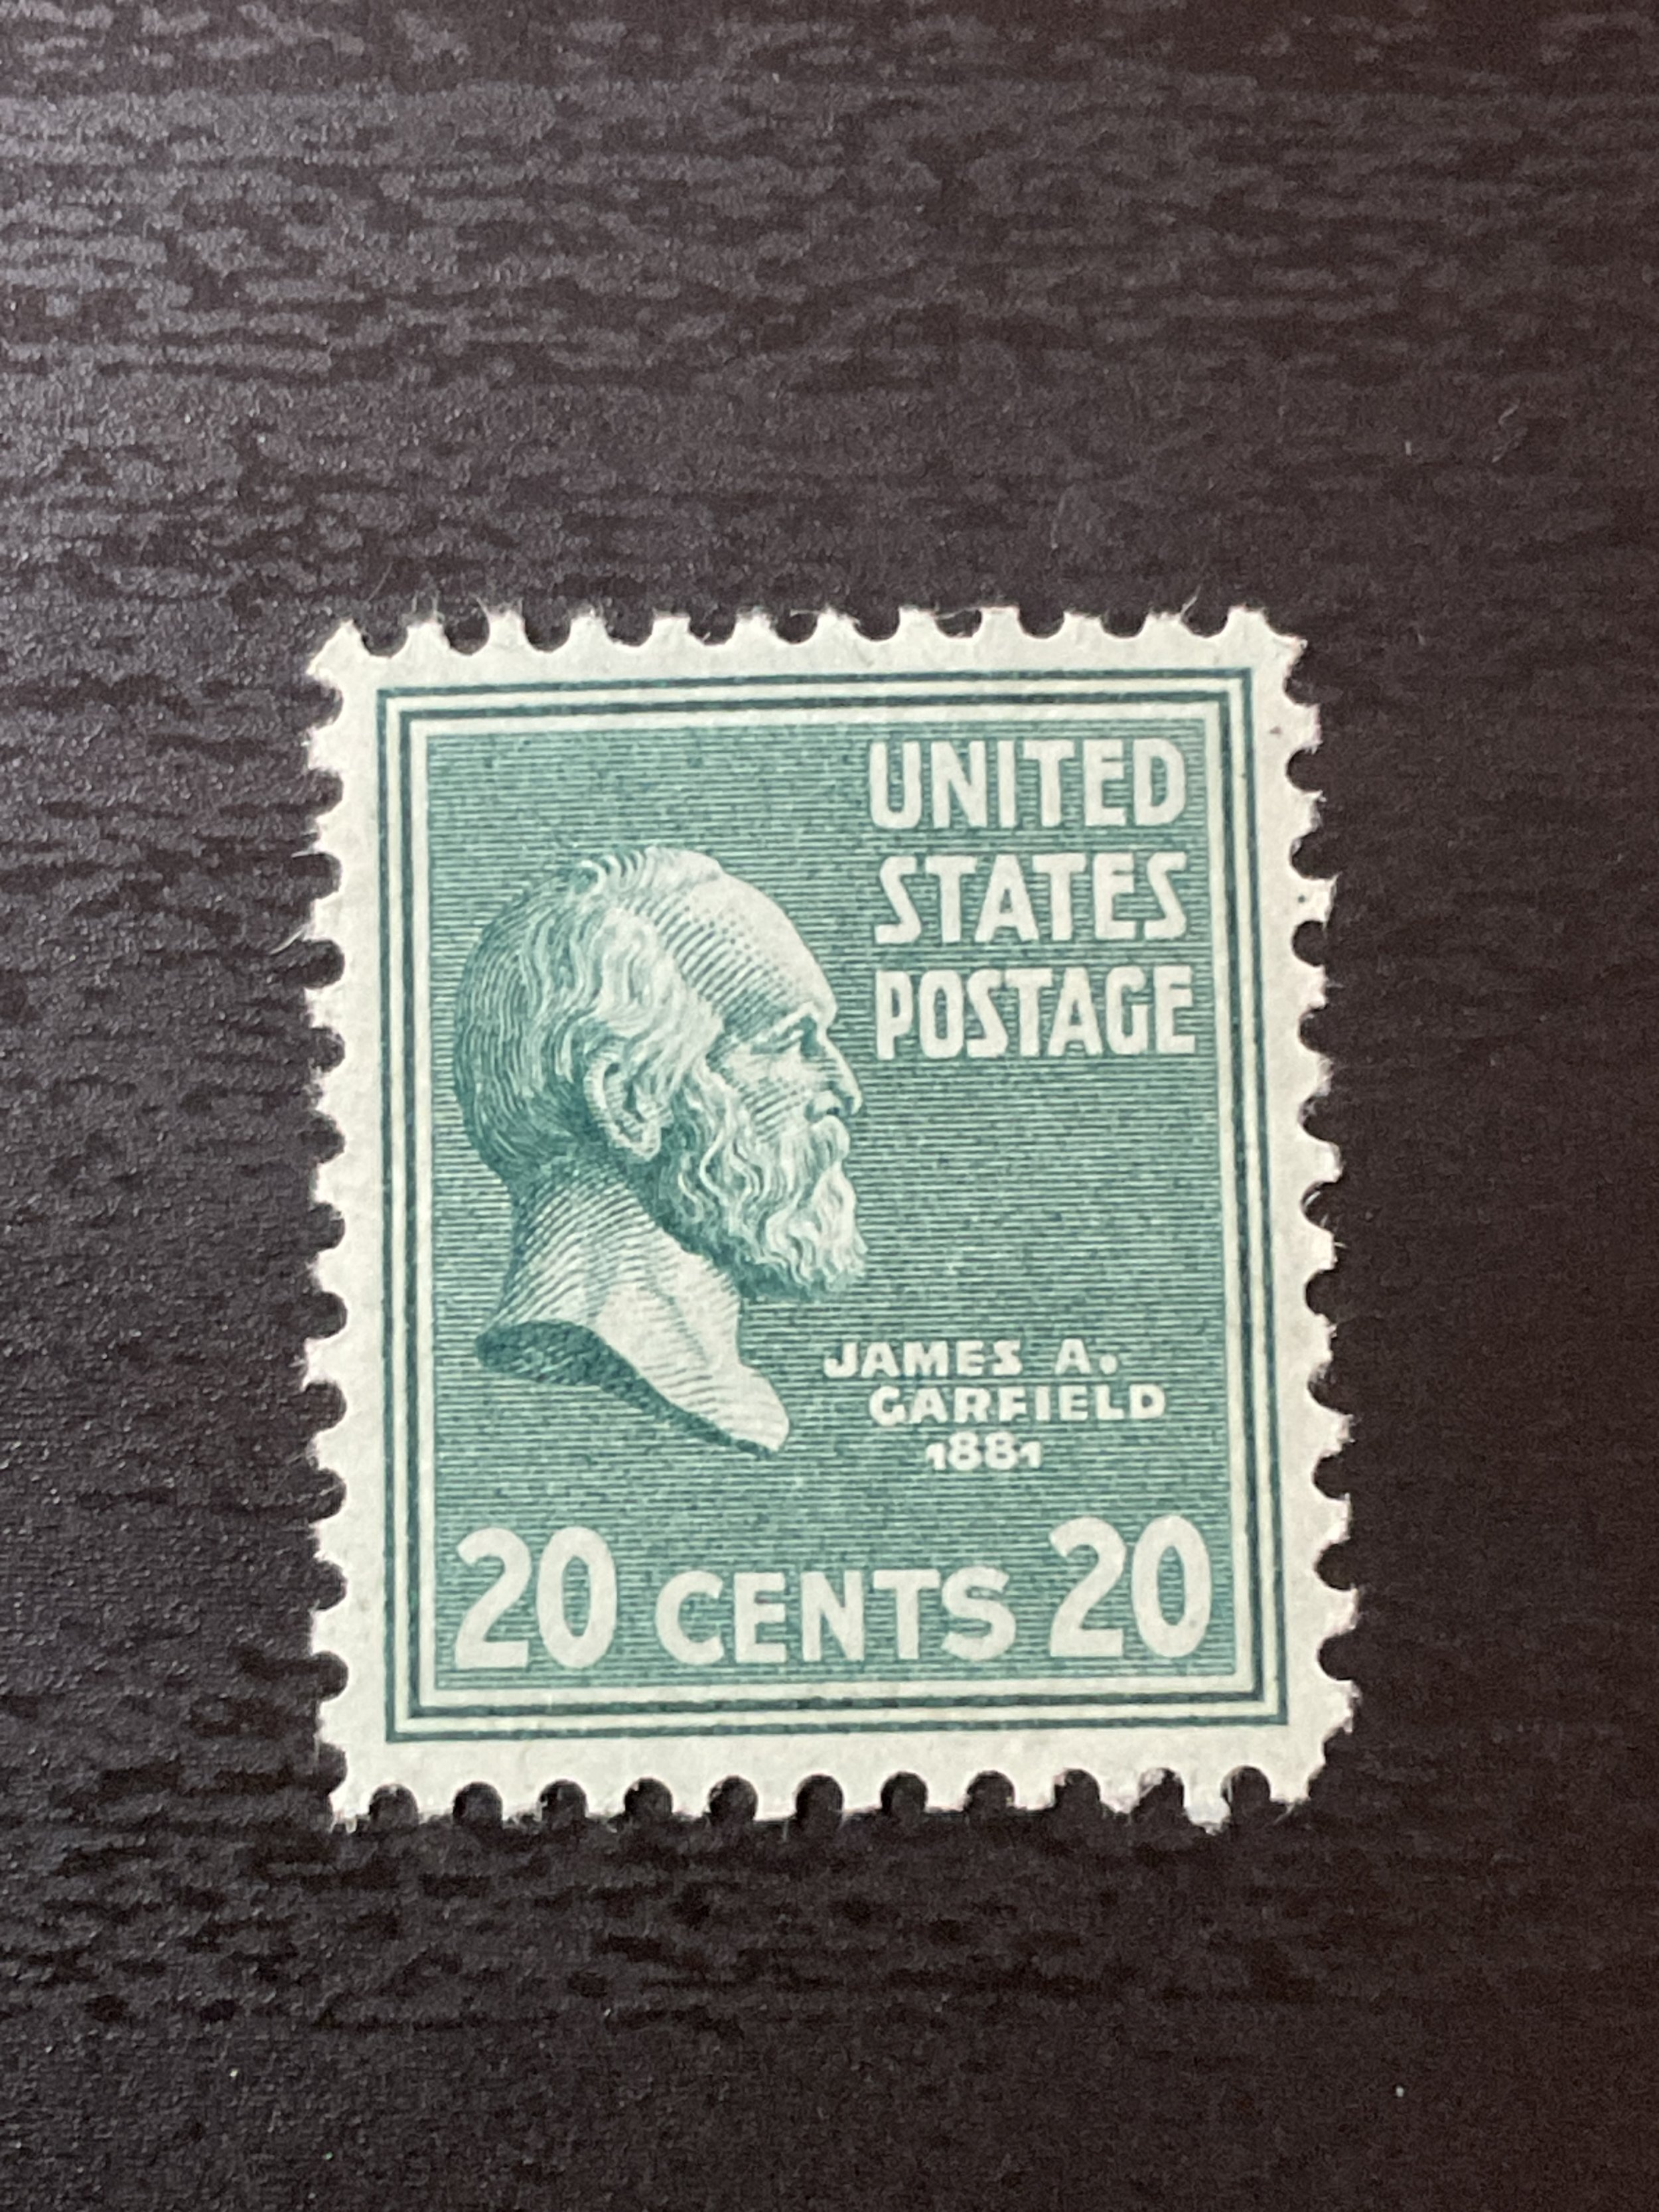 UNITED
STATES
POSTAGE
JAMES A.
GARFIELD
1881
20 CENTS 20